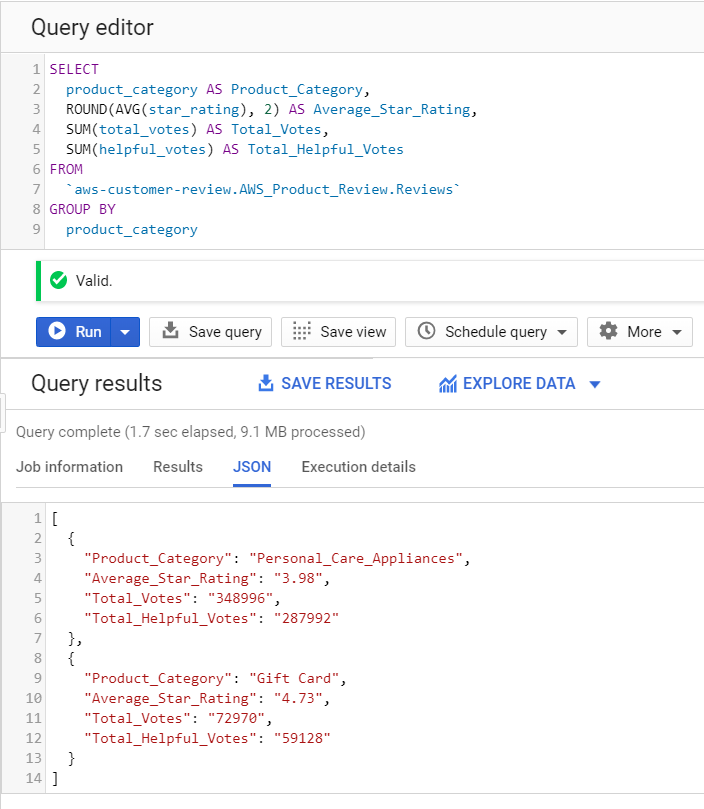 Query editor
1 SELECT
2   product_category AS Product_Category,
3   ROUND(AVG(star_rating), 2) AS Average_Star_Rating,
4   SUM(total_votes) AS Total_Votes,
5   SUM(helpful_votes) AS Total_Helpful_Votes
6 FROM
7   `aws-customer-review.AWS_Product_Review.Reviews`
8 GROUP BY
9   product_category
Valid.
Run Save query Save view Schedule query More
Query results SAVE RESULTS EXPLORE DATA
Query complete (1.7 sec elapsed, 9.1 MB processed)
Job information Results JSON Execution details
1 [
2   {
3     "Product_Category": "Personal_Care_Appliances",
4     "Average_Star_Rating": "3.98",
5     "Total_Votes": "348996",
6     "Total_Helpful_Votes": "287992"
7   },
8   {
9     "Product_Category": "Gift Card",
10     "Average_Star_Rating": "4.73",
11     "Total_Votes": "72970",
12     "Total_Helpful_Votes": "59128"
13   }
14 ]